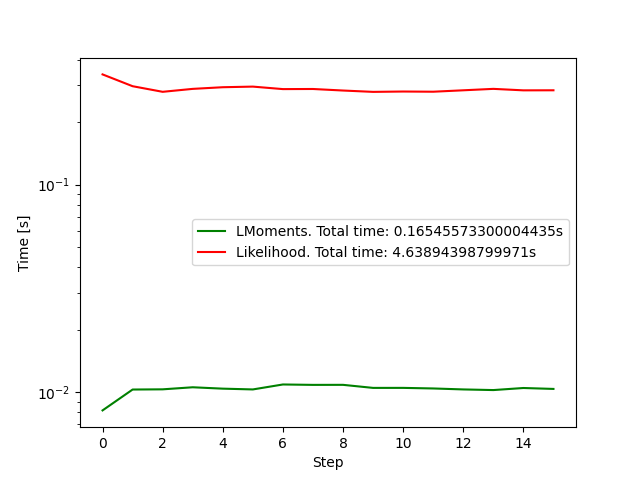 10⁻¹
10⁻²
Time [s]
LMoments. Total time: 0.16545573300004435s
Likelihood. Total time: 4.63894398799971s
0 2 4 6 8 10 12 14
Step